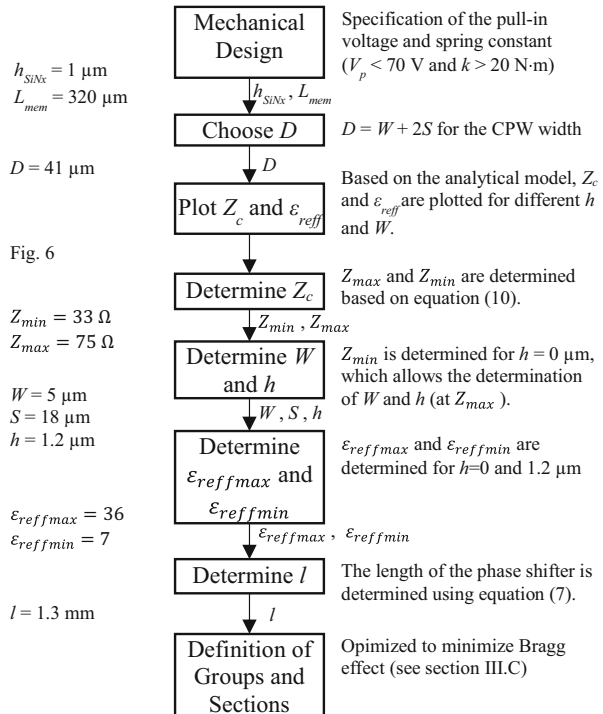 Mechanical
Design
Specification of the pull-in
voltage and spring constant
(V_p < 70 V and k > 20 N·m)
h_SiNx = 1 µm
L_mem = 320 µm
h_SiNx, L_mem
Choose D
D = W + 2S for the CPW width
D
D = 41 µm
Plot Z_c and ε_reff
Based on the analytical model, Z_c
and ε_reff are plotted for different h
and W.
Fig. 6
Determine Z_c
Z_max and Z_min are determined
based on equation (10).
Z_min = 33 Ω
Z_max = 75 Ω
Z_min , Z_max
Determine W
and h
Z_min is determined for h = 0 µm,
which allows the determination
of W and h (at Z_max ).
W = 5 µm
S = 18 µm
h = 1.2 µm
W, S, h
Determine
ε_reffmax and
ε_reffmin
ε_reffmax and ε_reffmin are
determined for h=0 and 1.2 µm
ε_reffmax = 36
ε_reffmin = 7
ε_reffmax , ε_reffmin
Determine l
The length of the phase shifter is
determined using equation (7).
l = 1.3 mm
l
Definition of
Groups and
Sections
Opimized to minimize Bragg
effect (see section III.C)